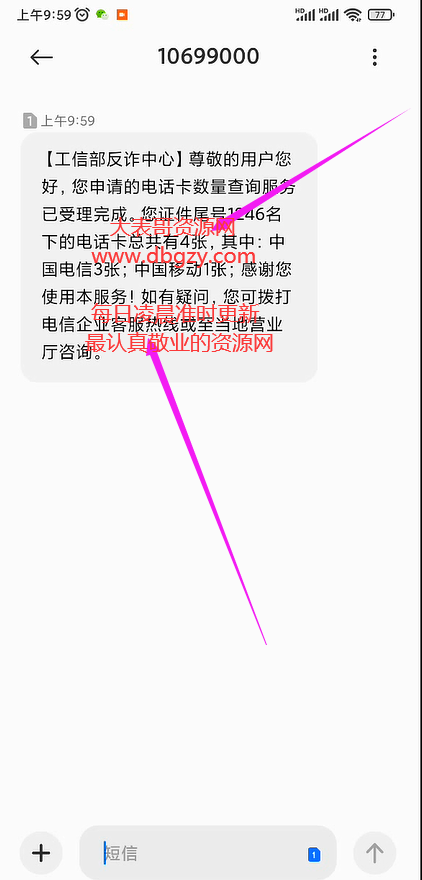 上午9:59
HD
HD
77
10699000
1 上午9:59
【工信部反诈中心】尊敬的用户您
好，您申请的电话卡数量查询服务
已受理完成。您证件尾号1246名
大表哥资源网
下的电话卡总共有4张，其中：中
www.dbgzy.com
国电信3张；中国移动1张；感谢您
使用本服务！如有疑问，您可拨打
每日凌晨准时更新
电信企业客服热线或至当地营业
最认真敬业的资源网
厅咨询。
短信
1